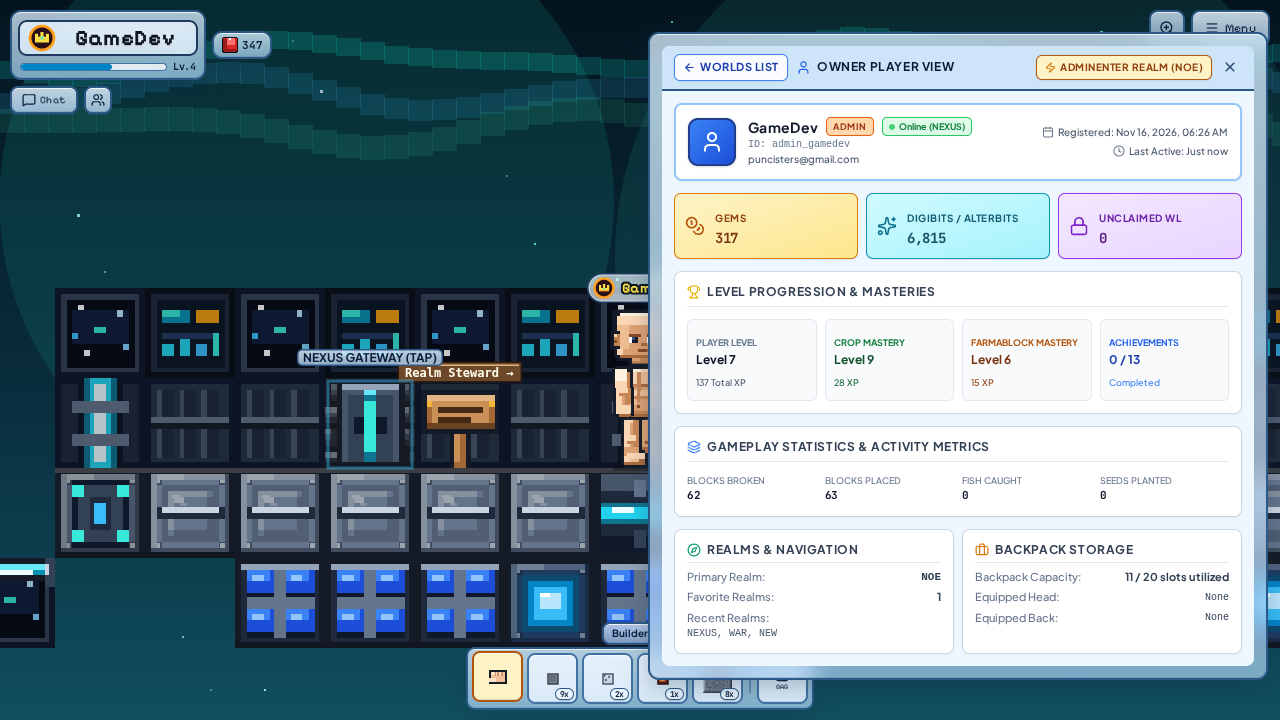 GameDev
Lv.4
347
Chat
Menu
NEXUS GATEWAY (TAP)
Realm Steward →
Builder
9x
2x
1x
8x
BAG
WORLDS LIST
OWNER PLAYER VIEW
ADMINENTER REALM (NOE)
GameDev
ADMIN
Online (NEXUS)
ID: admin_gamedev
puncisters@gmail.com
Registered: Nov 16, 2026, 06:26 AM
Last Active: Just now
GEMS
317
DIGIBITS / ALTERBITS
6,815
UNCLAIMED WL
0
LEVEL PROGRESSION & MASTERIES
PLAYER LEVEL
Level 7
137 Total XP
CROP MASTERY
Level 9
28 XP
FARMABLOCK MASTERY
Level 6
15 XP
ACHIEVEMENTS
0 / 13
Completed
GAMEPLAY STATISTICS & ACTIVITY METRICS
BLOCKS BROKEN
62
BLOCKS PLACED
63
FISH CAUGHT
0
SEEDS PLANTED
0
REALMS & NAVIGATION
Primary Realm: NOE
Favorite Realms: 1
Recent Realms:
NEXUS, WAR, NEW
BACKPACK STORAGE
Backpack Capacity: 11 / 20 slots utilized
Equipped Head: None
Equipped Back: None